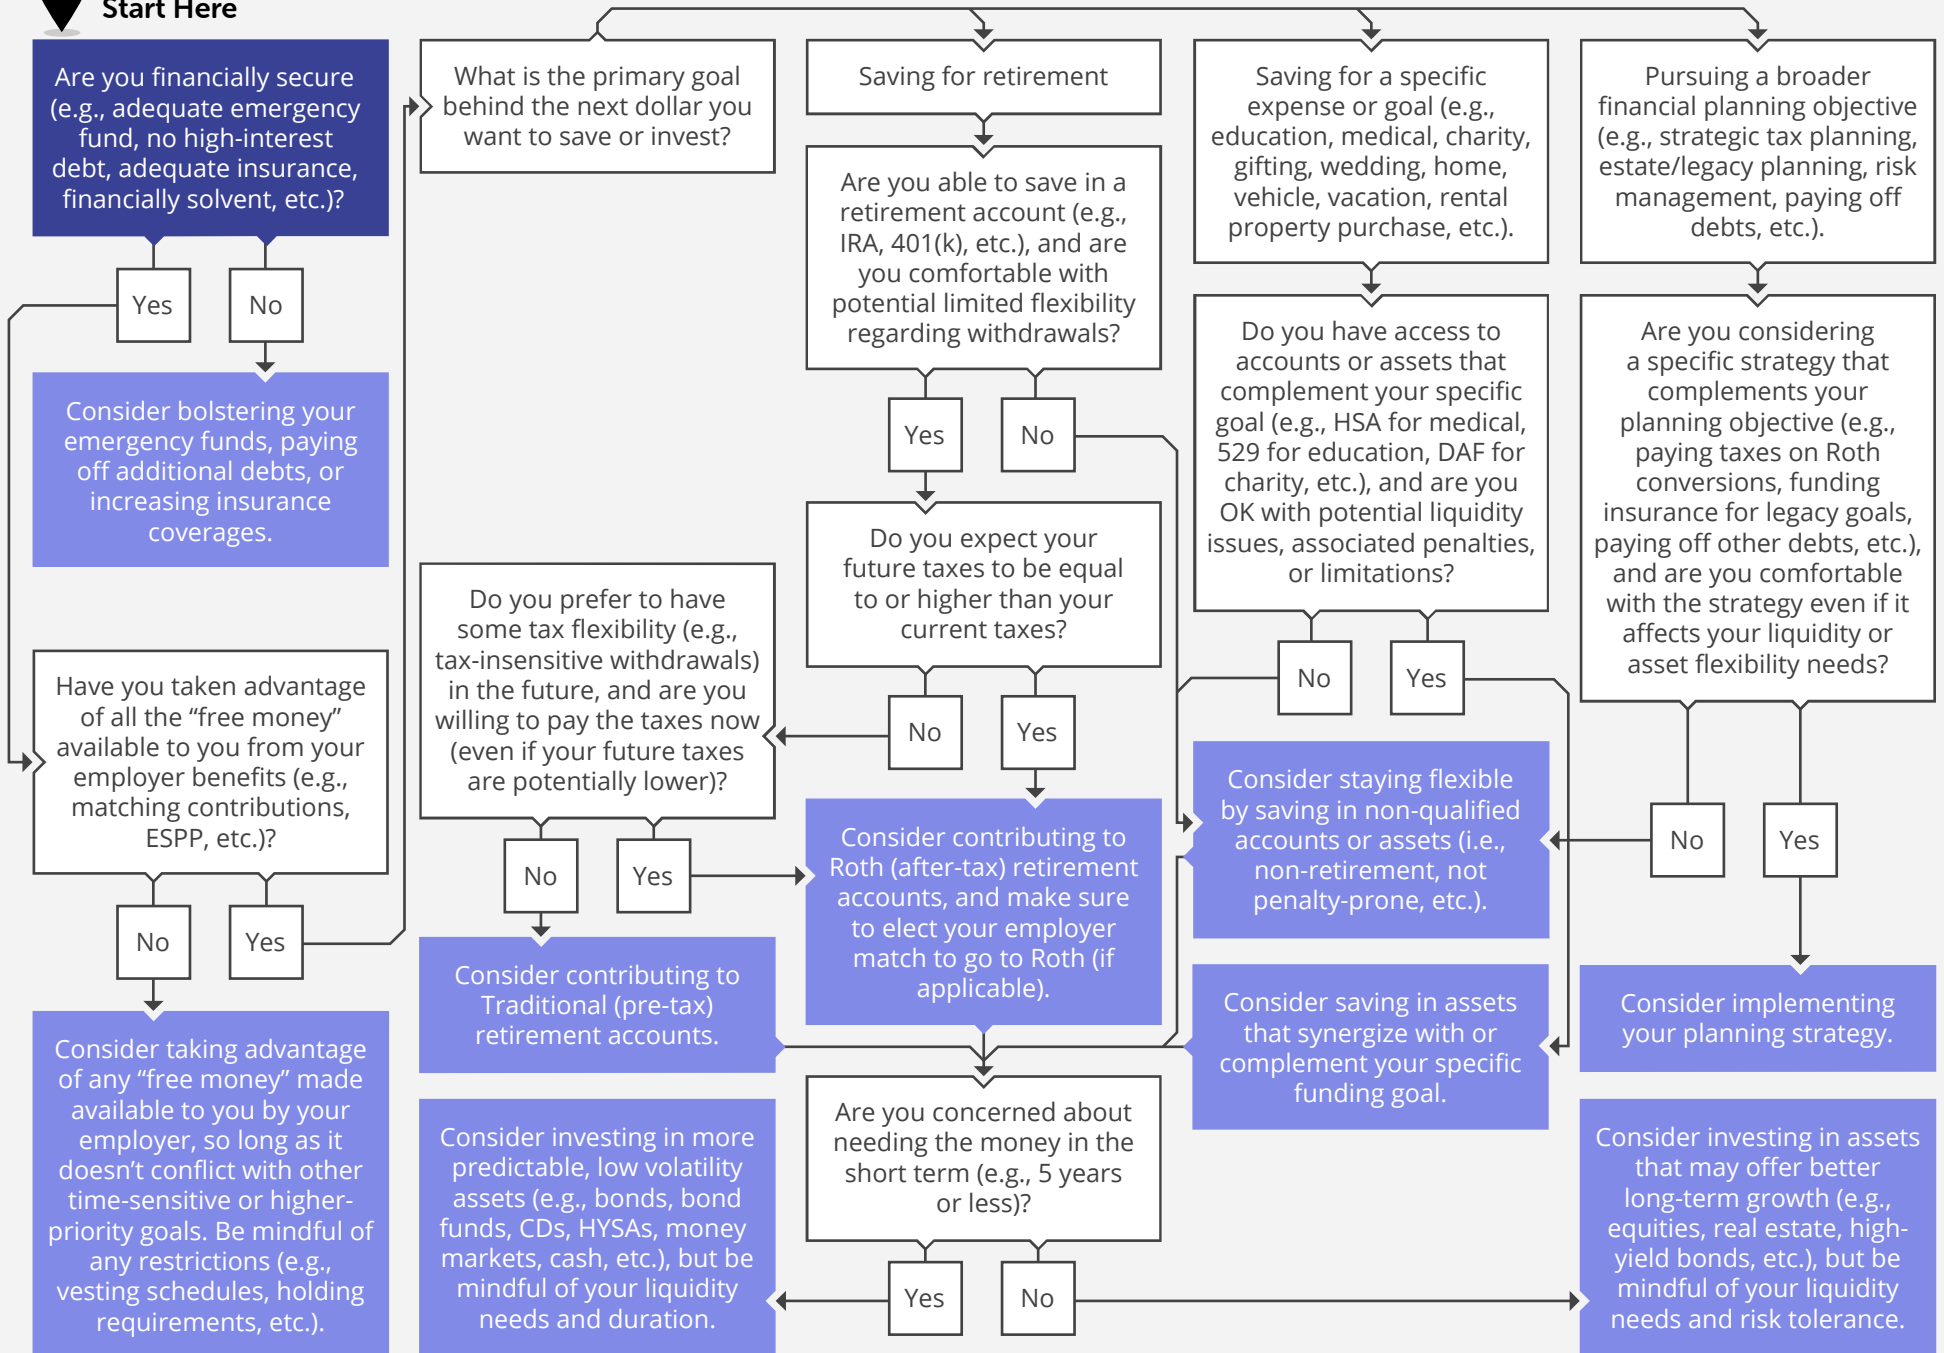 Start Here
Are you financially secure
(e.g., adequate emergency
fund, no high-interest
debt, adequate insurance,
financially solvent, etc.)?
Yes
No
Consider bolstering your
emergency funds, paying
off additional debts, or
increasing insurance
coverages.
Have you taken advantage
of all the “free money”
available to you from your
employer benefits (e.g.,
matching contributions,
ESPP, etc.)?
No
Yes
Consider taking advantage
of any “free money” made
available to you by your
employer, so long as it
doesn’t conflict with other
time-sensitive or higher-
priority goals. Be mindful of
any restrictions (e.g.,
vesting schedules, holding
requirements, etc.).
What is the primary goal
behind the next dollar you
want to save or invest?
Saving for retirement
Are you able to save in a
retirement account (e.g.,
IRA, 401(k), etc.), and are
you comfortable with
potential limited flexibility
regarding withdrawals?
Yes
No
Do you expect your
future taxes to be equal
to or higher than your
current taxes?
No
Yes
Do you prefer to have
some tax flexibility (e.g.,
tax-insensitive withdrawals)
in the future, and are you
willing to pay the taxes now
(even if your future taxes
are potentially lower)?
No
Yes
Consider contributing to
Traditional (pre-tax)
retirement accounts.
Consider contributing to
Roth (after-tax) retirement
accounts, and make sure
to elect your employer
match to go to Roth (if
applicable).
Saving for a specific
expense or goal (e.g.,
education, medical, charity,
gifting, wedding, home,
vehicle, vacation, rental
property purchase, etc.).
Do you have access to
accounts or assets that
complement your specific
goal (e.g., HSA for medical,
529 for education, DAF for
charity, etc.), and are you
OK with potential liquidity
issues, associated penalties,
or limitations?
No
Yes
Consider staying flexible
by saving in non-qualified
accounts or assets (i.e.,
non-retirement, not
penalty-prone, etc.).
Consider saving in assets
that synergize with or
complement your specific
funding goal.
Pursuing a broader
financial planning objective
(e.g., strategic tax planning,
estate/legacy planning, risk
management, paying off
debts, etc.).
Are you considering
a specific strategy that
complements your
planning objective (e.g.,
paying taxes on Roth
conversions, funding
insurance for legacy goals,
paying off other debts, etc.),
and are you comfortable
with the strategy even if it
affects your liquidity or
asset flexibility needs?
No
Yes
Consider implementing
your planning strategy.
Are you concerned about
needing the money in the
short term (e.g., 5 years
or less)?
Yes
No
Consider investing in more
predictable, low volatility
assets (e.g., bonds, bond
funds, CDs, HYSAs, money
markets, cash, etc.), but be
mindful of your liquidity
needs and duration.
Consider investing in assets
that may offer better
long-term growth (e.g.,
equities, real estate, high-
yield bonds, etc.), but be
mindful of your liquidity
needs and risk tolerance.